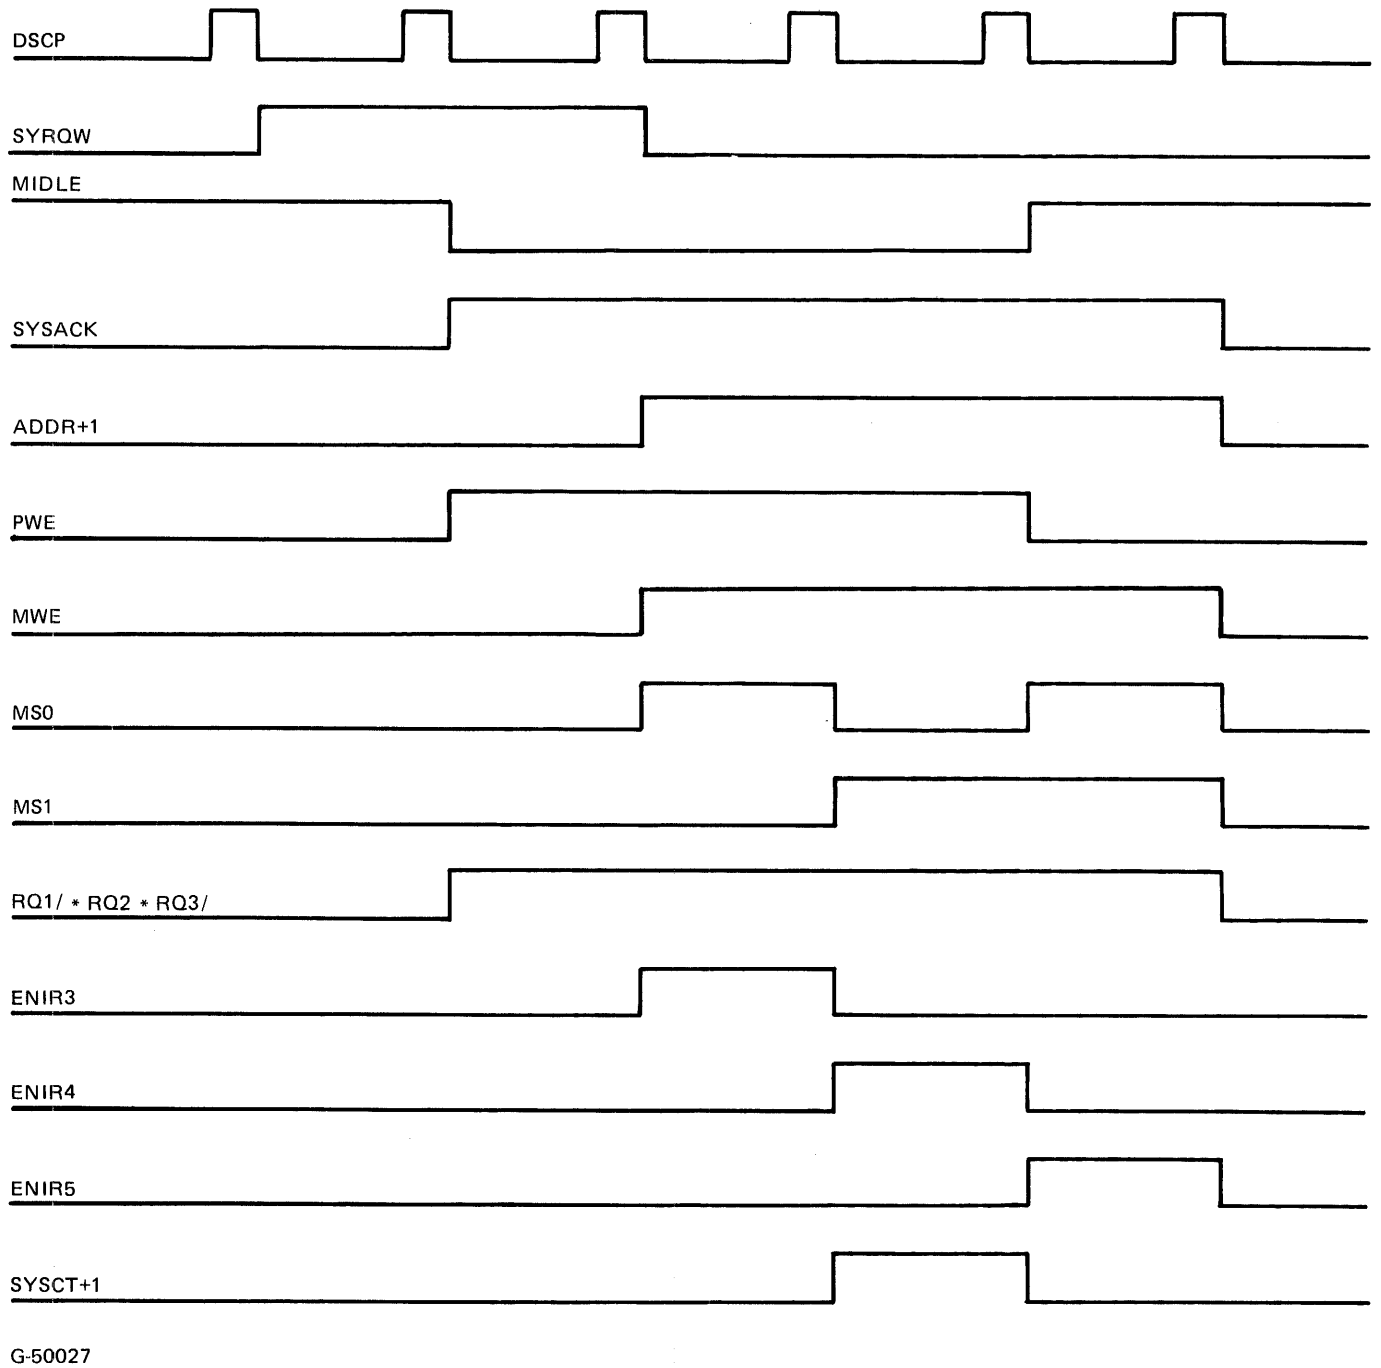 DSCP
SYRQW
MIDLE
SYSACK
ADDR+1
PWE
MWE
MS0
MS1
RQ1/ * RQ2 * RQ3/
ENIR3
ENIR4
ENIR5
SYSCT+1
G-50027